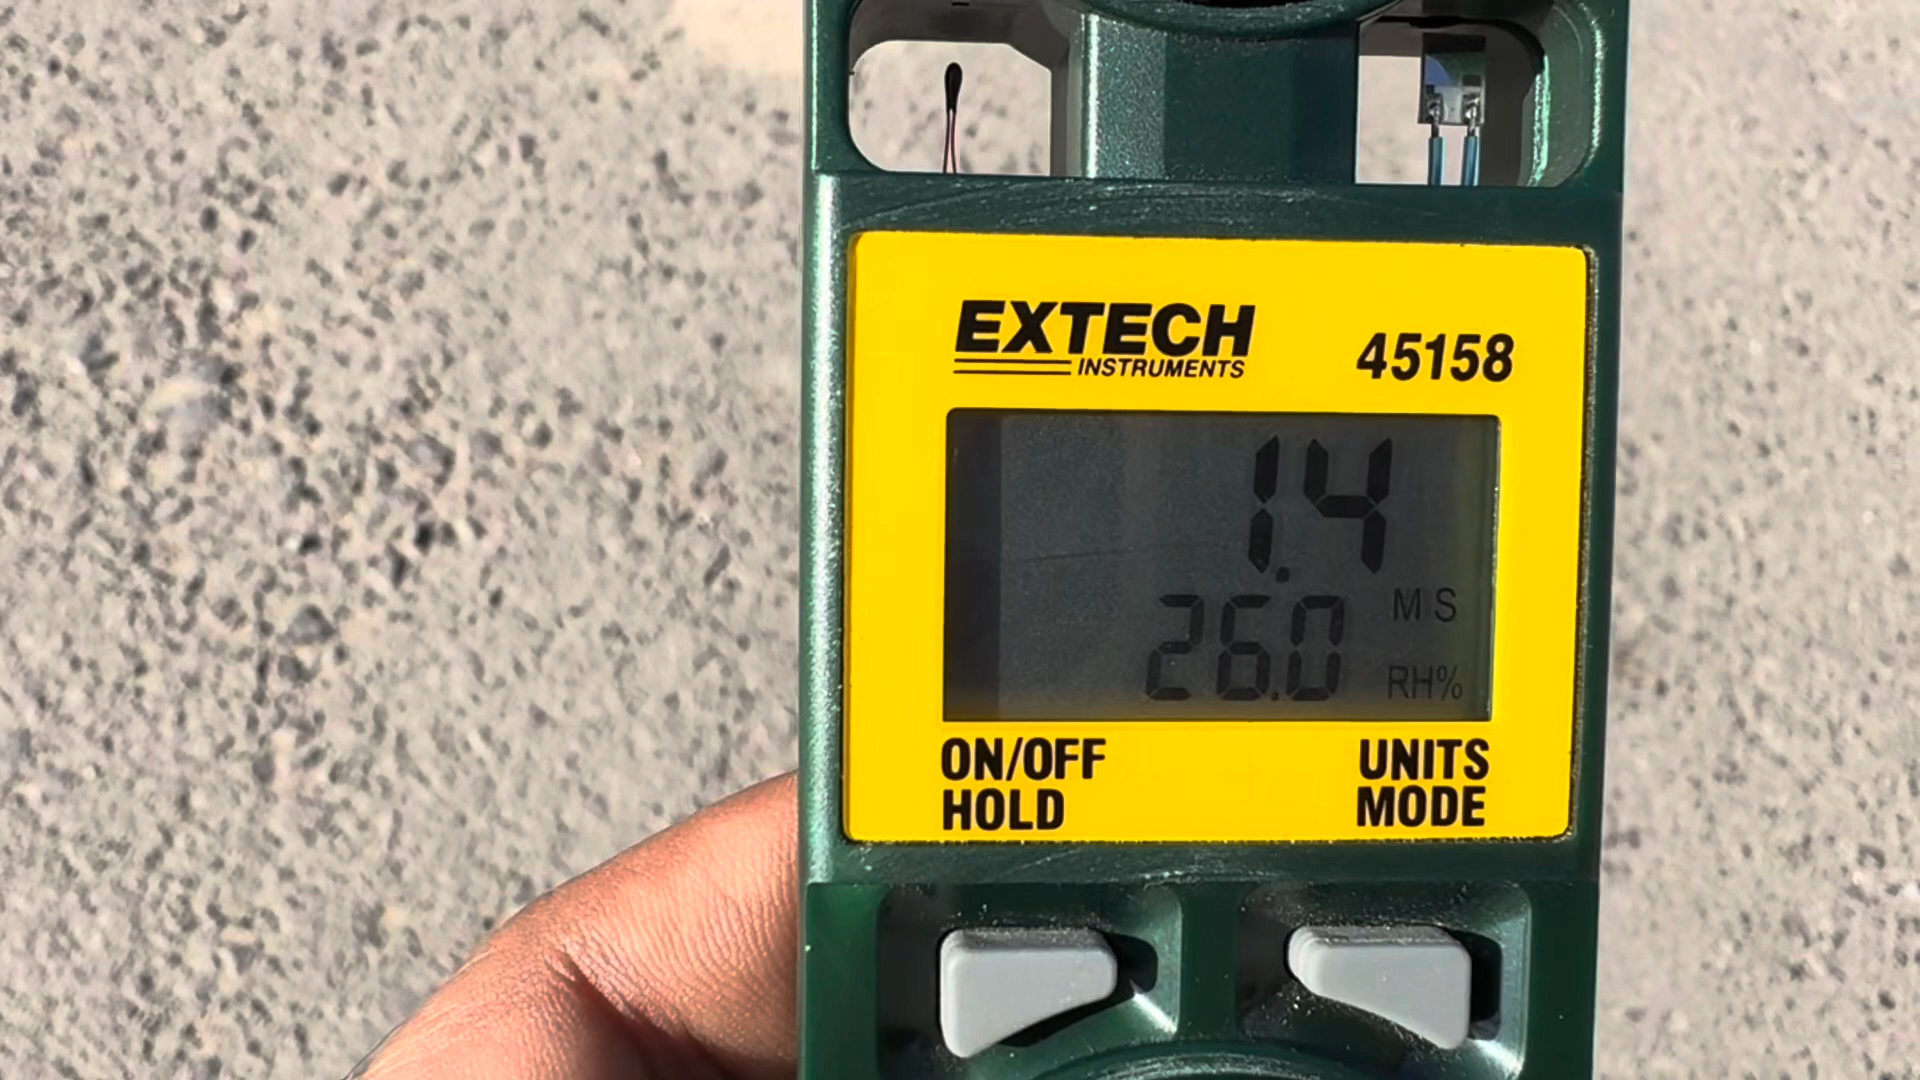 EXTECH
INSTRUMENTS
45158
1.4
M S
26.0
RH%
ON/OFF
HOLD
UNITS
MODE